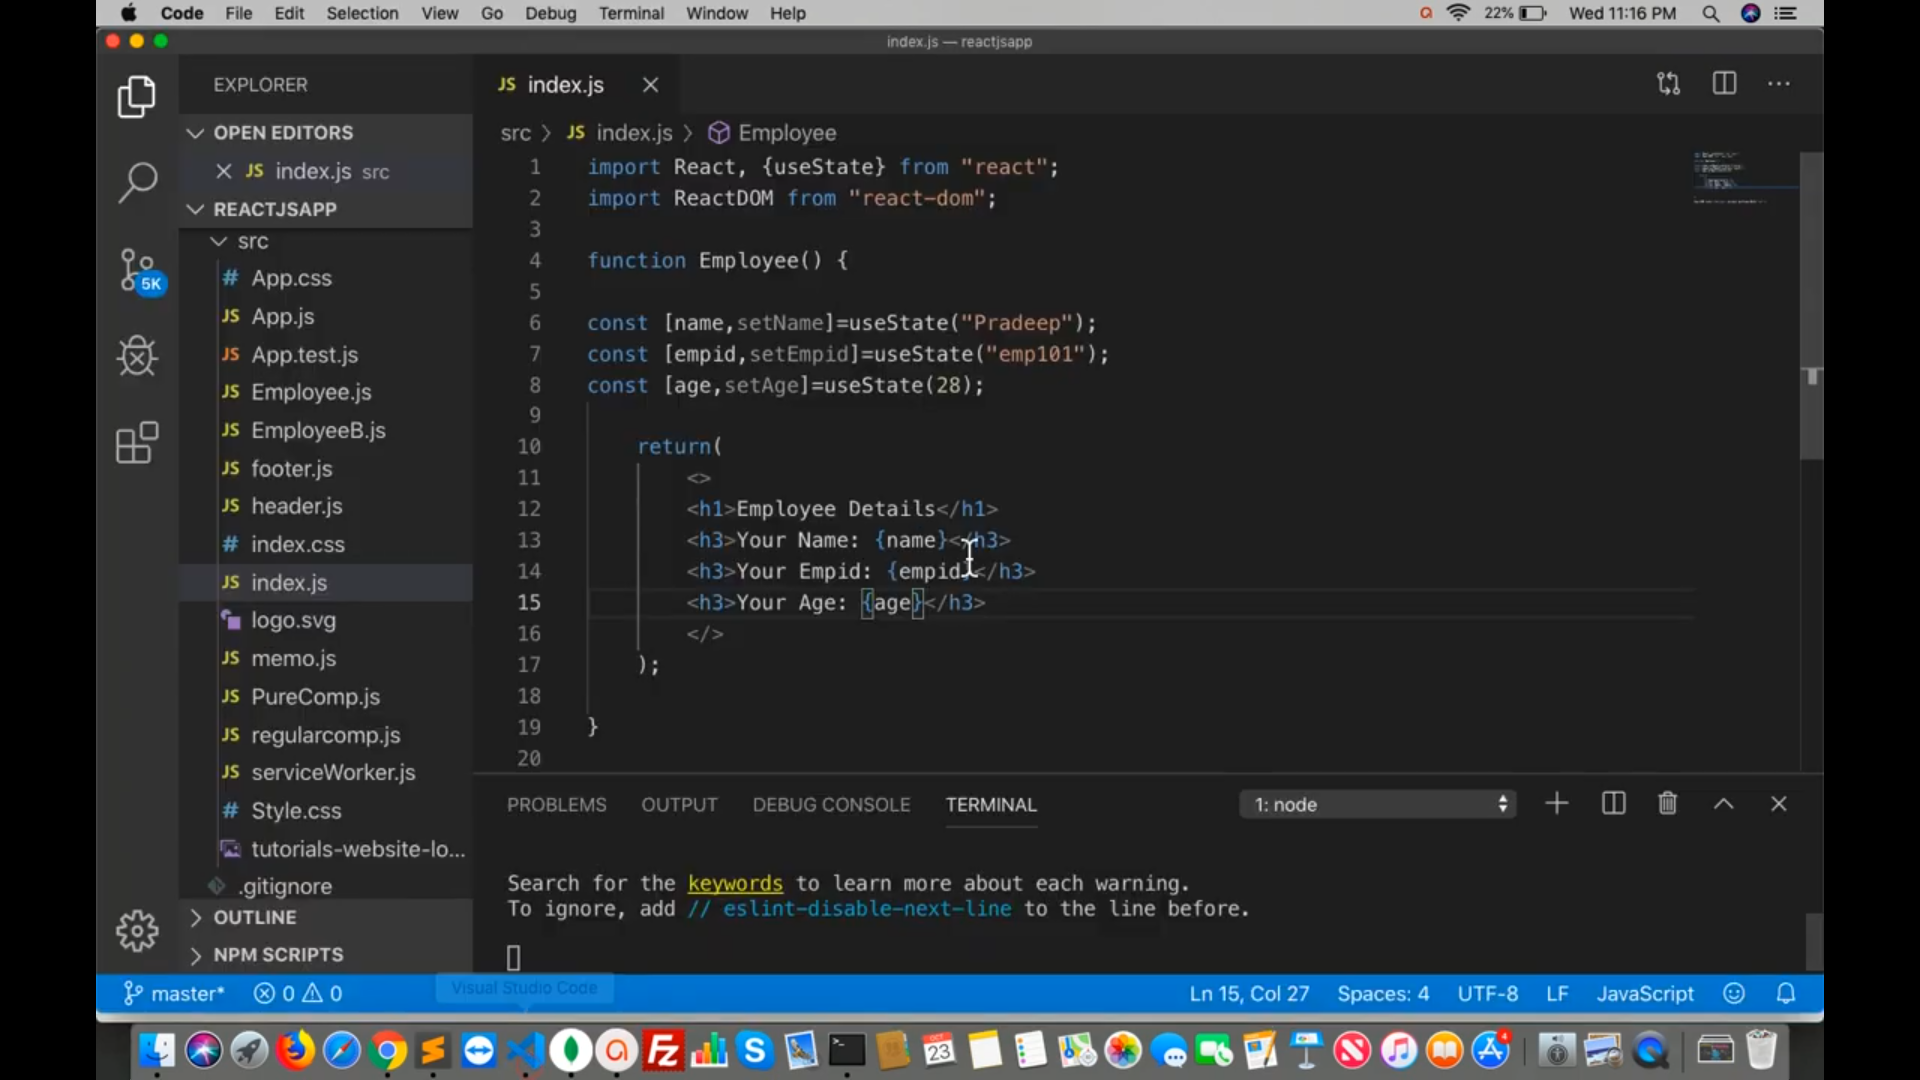 Code File Edit Selection View Go Debug Terminal Window Help 22% Wed 11:16 PM
index.js — reactjsapp
EXPLORER
JS index.js
OPEN EDITORS
JS index.js src
REACTJSAPP
src
# App.css
JS App.js
JS App.test.js
JS Employee.js
JS EmployeeB.js
JS footer.js
JS header.js
# index.css
JS index.js
logo.svg
JS memo.js
JS PureComp.js
JS regularcomp.js
JS serviceWorker.js
# Style.css
tutorials-website-lo...
.gitignore
OUTLINE
NPM SCRIPTS
5K
src > JS index.js > Employee
1 import React, {useState} from "react";
2 import ReactDOM from "react-dom";
3
4 function Employee() {
5
6 const [name,setName]=useState("Pradeep");
7 const [empid,setEmpid]=useState("emp101");
8 const [age,setAge]=useState(28);
9
10 return(
11 <>
12 <h1>Employee Details</h1>
13 <h3>Your Name: {name}</h3>
14 <h3>Your Empid: {empid}</h3>
15 <h3>Your Age: {age}</h3>
16 </>
17 );
18
19 }
20
PROBLEMS OUTPUT DEBUG CONSOLE TERMINAL 1: node
Search for the keywords to learn more about each warning.
To ignore, add // eslint-disable-next-line to the line before.
master* 0 0 Visual Studio Code Ln 15, Col 27 Spaces: 4 UTF-8 LF JavaScript
OCT
23
4